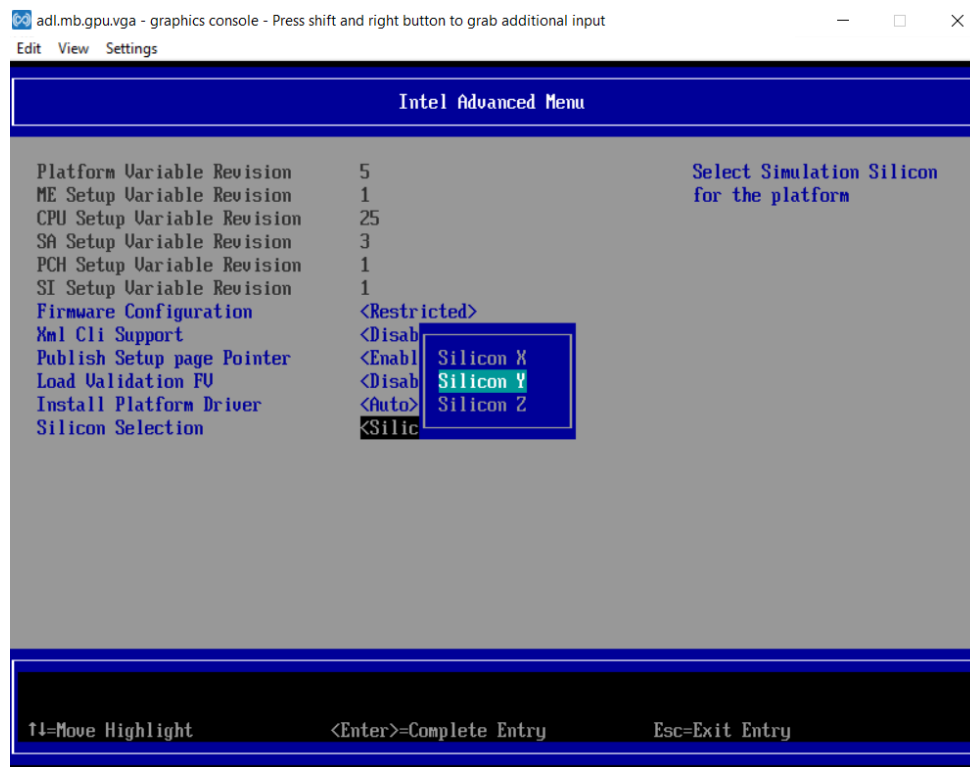 adl.mb.gpu.vga - graphics console - Press shift and right button to grab additional input
Edit View Settings
Intel Advanced Menu
Platform Variable Revision 5
ME Setup Variable Revision 1
CPU Setup Variable Revision 25
SA Setup Variable Revision 3
PCH Setup Variable Revision 1
SI Setup Variable Revision 1
Firmware Configuration <Restricted>
Xml Cli Support <Disab
Publish Setup page Pointer <Enabl
Load Validation FV <Disab
Install Platform Driver <Auto>
Silicon Selection <Silic
Silicon X
Silicon Y
Silicon Z
Select Simulation Silicon
for the platform
↑↓=Move Highlight <Enter>=Complete Entry Esc=Exit Entry